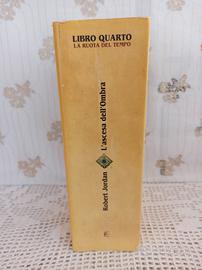 LIBRO QUARTO
LA RUOTA DEL TEMPO
L'ascesa dell'Ombra
Robert Jordan